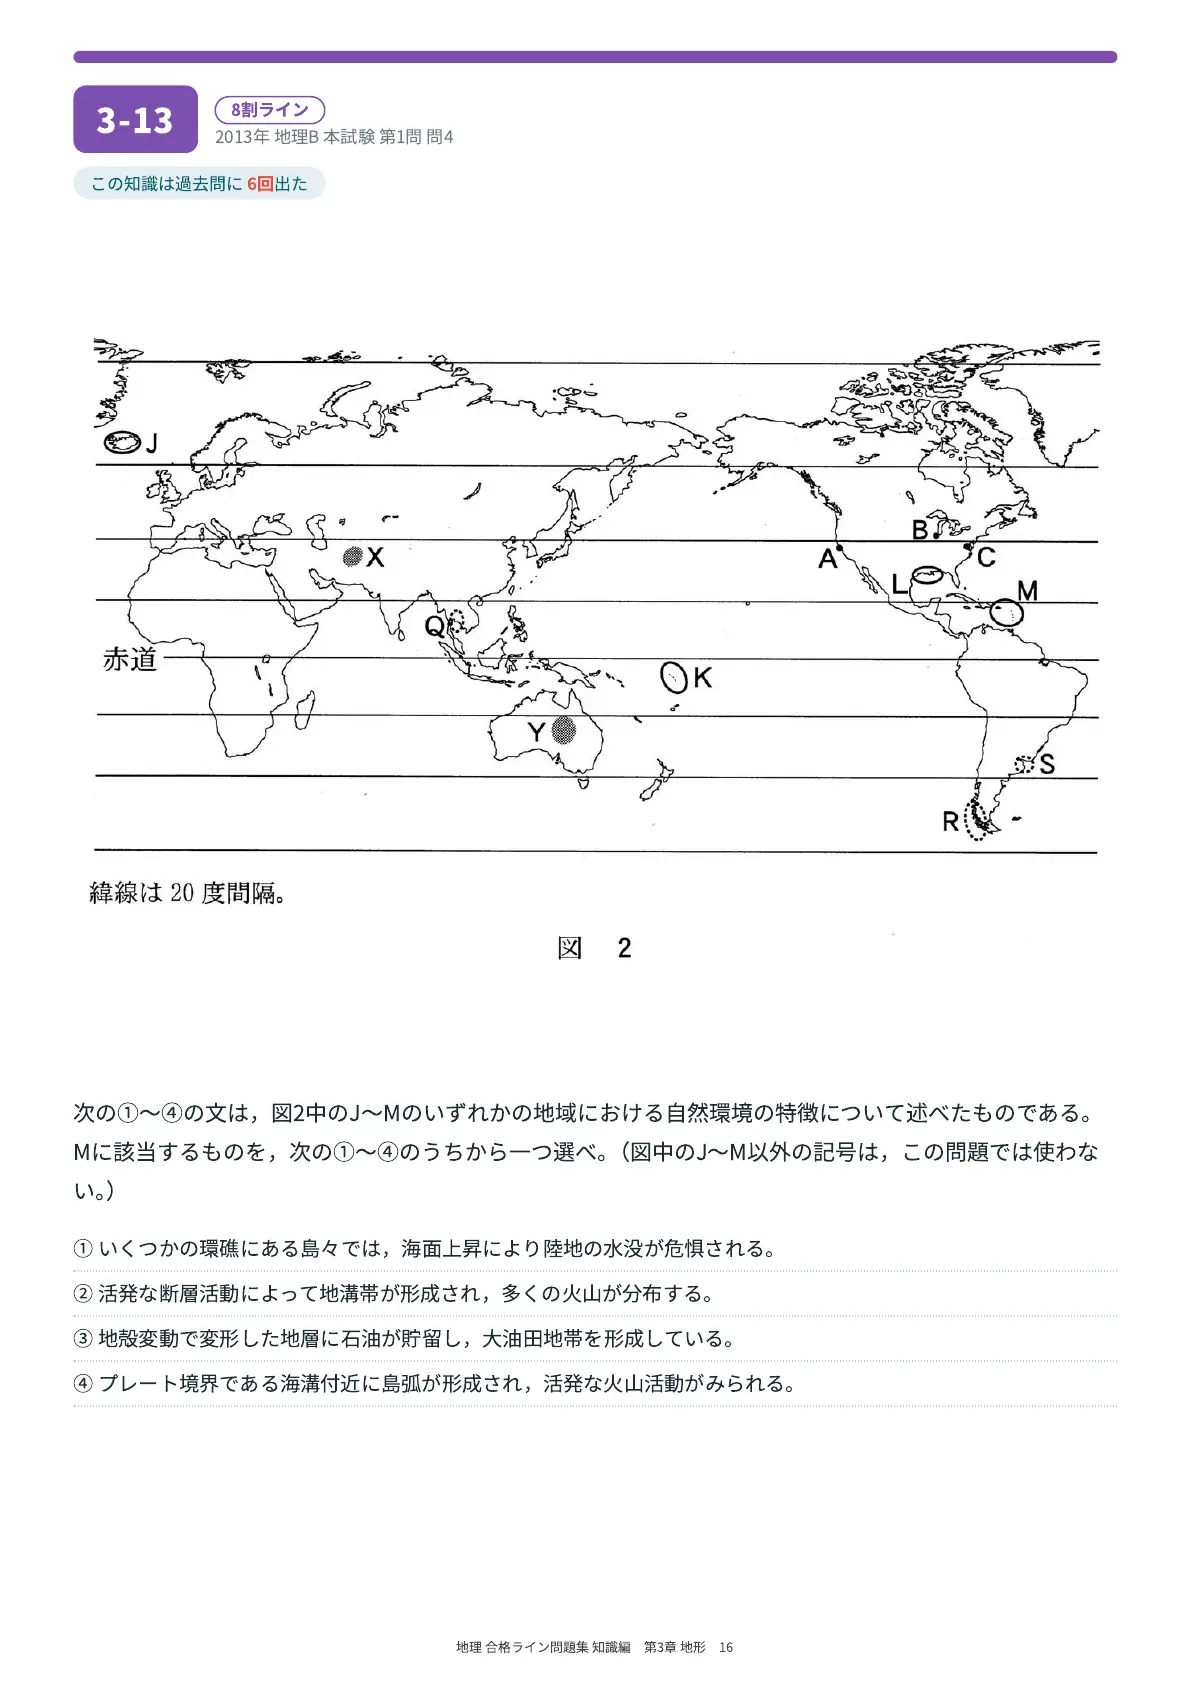 3-13
8割ライン
2013年 地理B 本試験 第1問 問4
この知識は過去問に 6回出た
J
B
X
A
C
L
M
Q
赤道
K
Y
S
R
緯線は 20 度間隔。
図 2
次の①～④の文は，図2中のJ～Mのいずれかの地域における自然環境の特徴について述べたものである。
Mに該当するものを，次の①～④のうちから一つ選べ。（図中のJ～M以外の記号は，この問題では使わな
い。）
① いくつかの環礁にある島々では，海面上昇により陸地の水没が危惧される。
② 活発な断層活動によって地溝帯が形成され，多くの火山が分布する。
③ 地殻変動で変形した地層に石油が貯留し，大油田地帯を形成している。
④ プレート境界である海溝付近に島弧が形成され，活発な火山活動がみられる。
地理 合格ライン問題集 知識編 第3章 地形 16